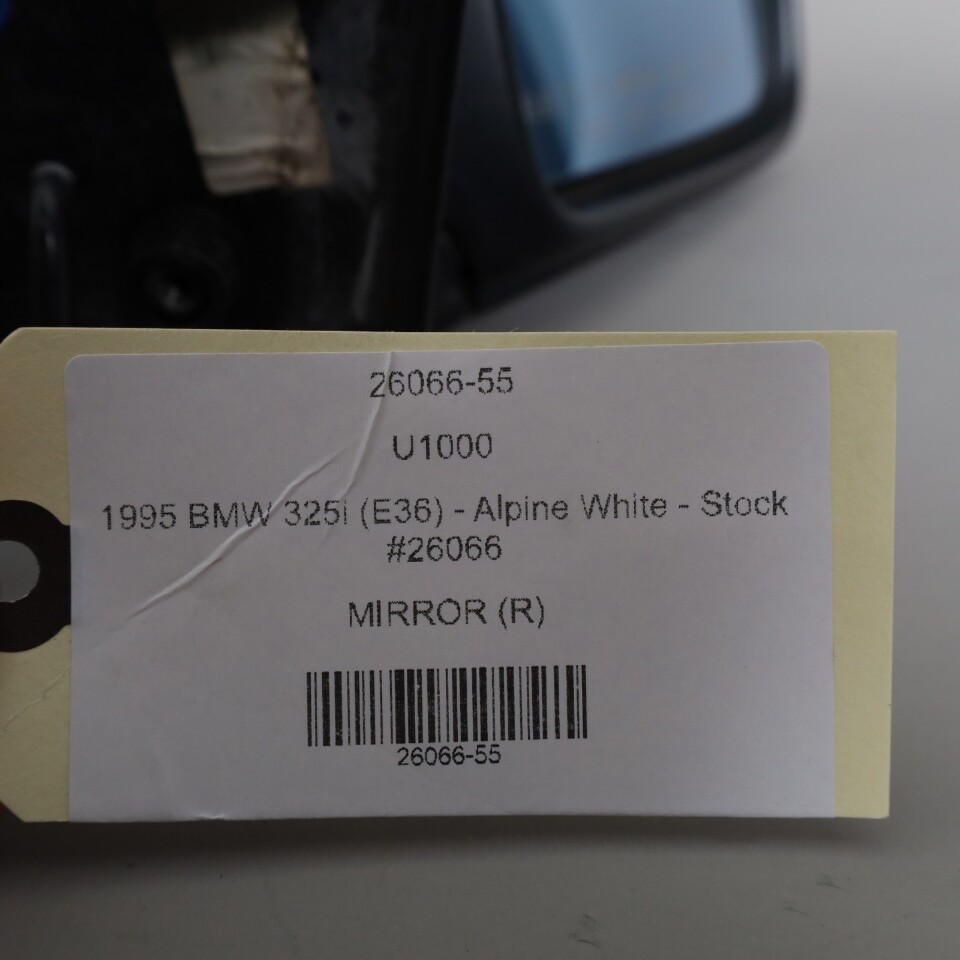 26066-55
U1000
1995 BMW 325i (E36) - Alpine White - Stock
#26066
MIRROR (R)
26066-55